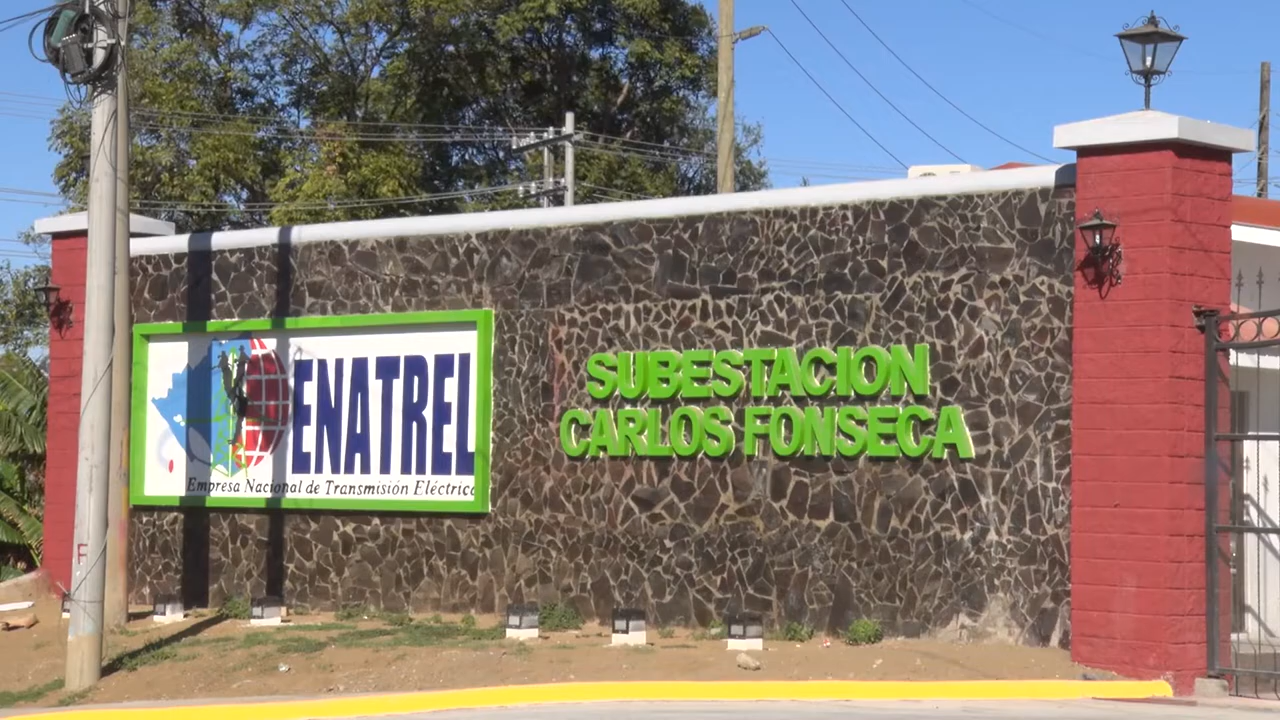 ENATREL
Empresa Nacional de Transmisión Eléctrica
SUBESTACION
CARLOS FONSECA
F